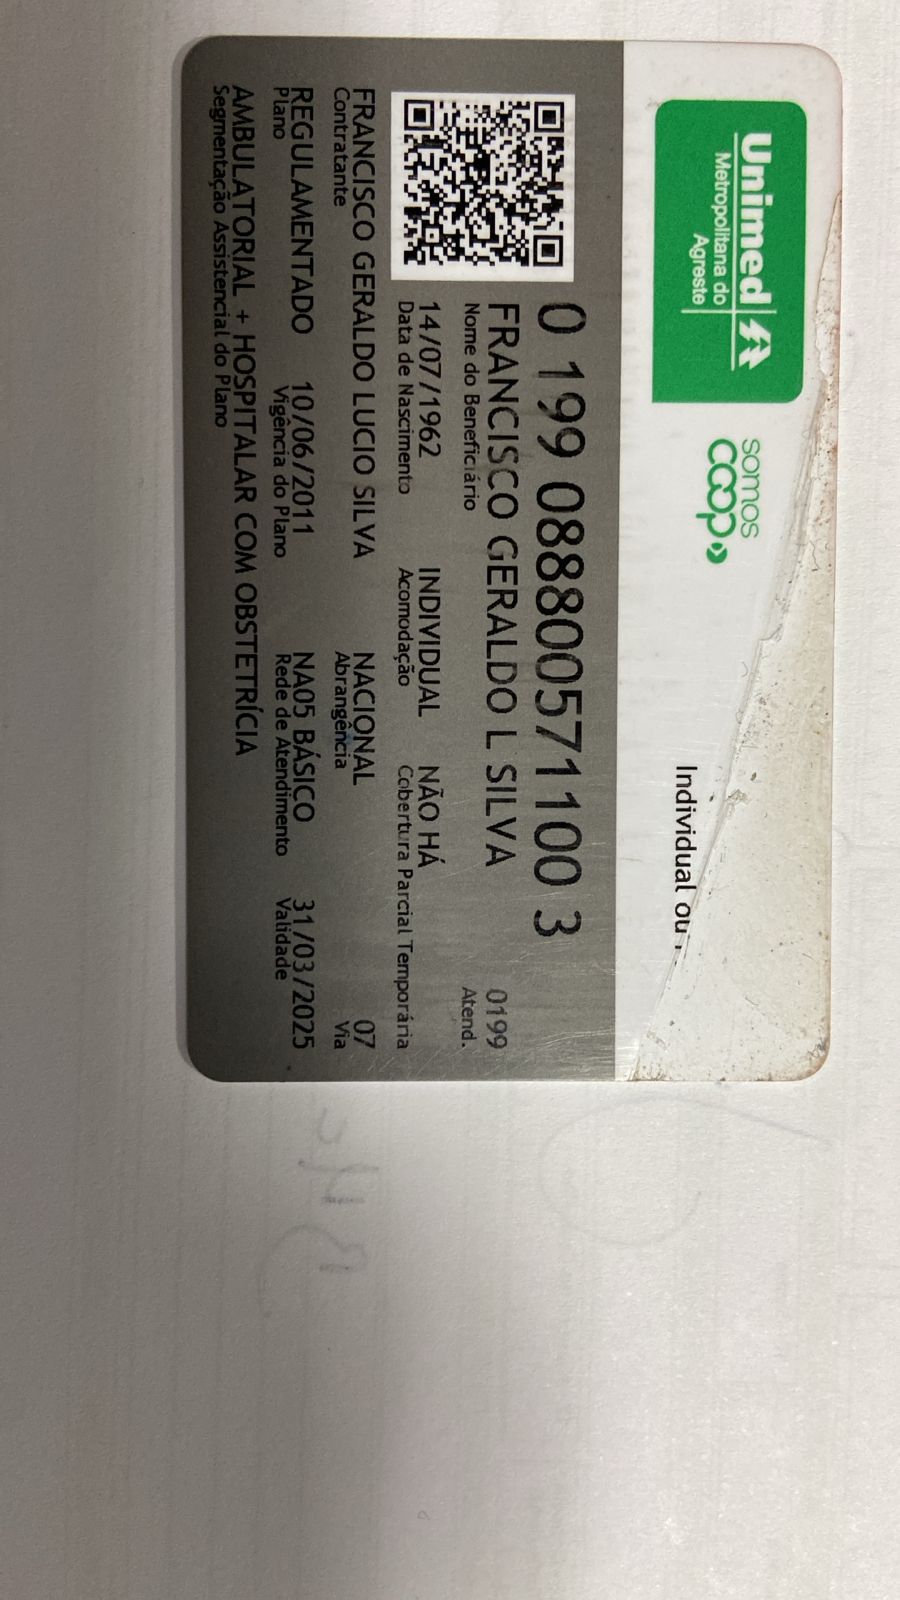 Unimed
Metropolitana do
Agreste
somos
coop
Individual ou
0 199 088800571100 3
FRANCISCO GERALDO L SILVA 0199
Nome do Beneficiário Atend.
14/07/1962 INDIVIDUAL NÃO HÁ
Data de Nascimento Acomodação Cobertura Parcial Temporária
FRANCISCO GERALDO LUCIO SILVA NACIONAL 07
Contratante Abrangência Via
REGULAMENTADO 10/06/2011 NA05 BÁSICO 31/03/2025
Plano Vigência do Plano Rede de Atendimento Validade
AMBULATORIAL + HOSPITALAR COM OBSTETRÍCIA
Segmentação Assistencial do Plano